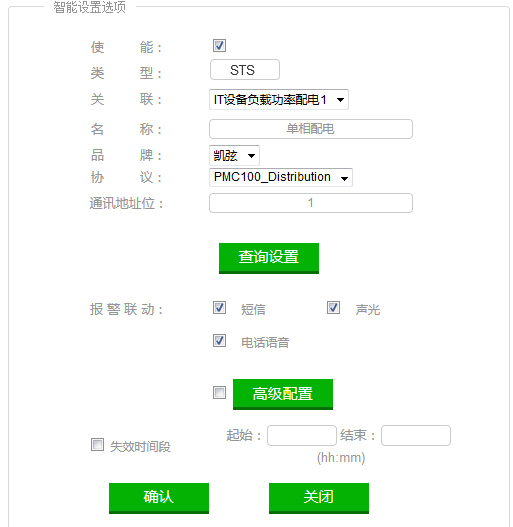 智能设置选项
使 能：
类 型： STS
关 联： IT设备负载功率配电1
名 称： 单相配电
品 牌： 凯弦
协 议： PMC100_Distribution
通讯地址位： 1
查询设置
报 警 联 动： 短信 声光
电话语音
高级配置
失效时间段 起始： 结束：
(hh:mm)
确认 关闭